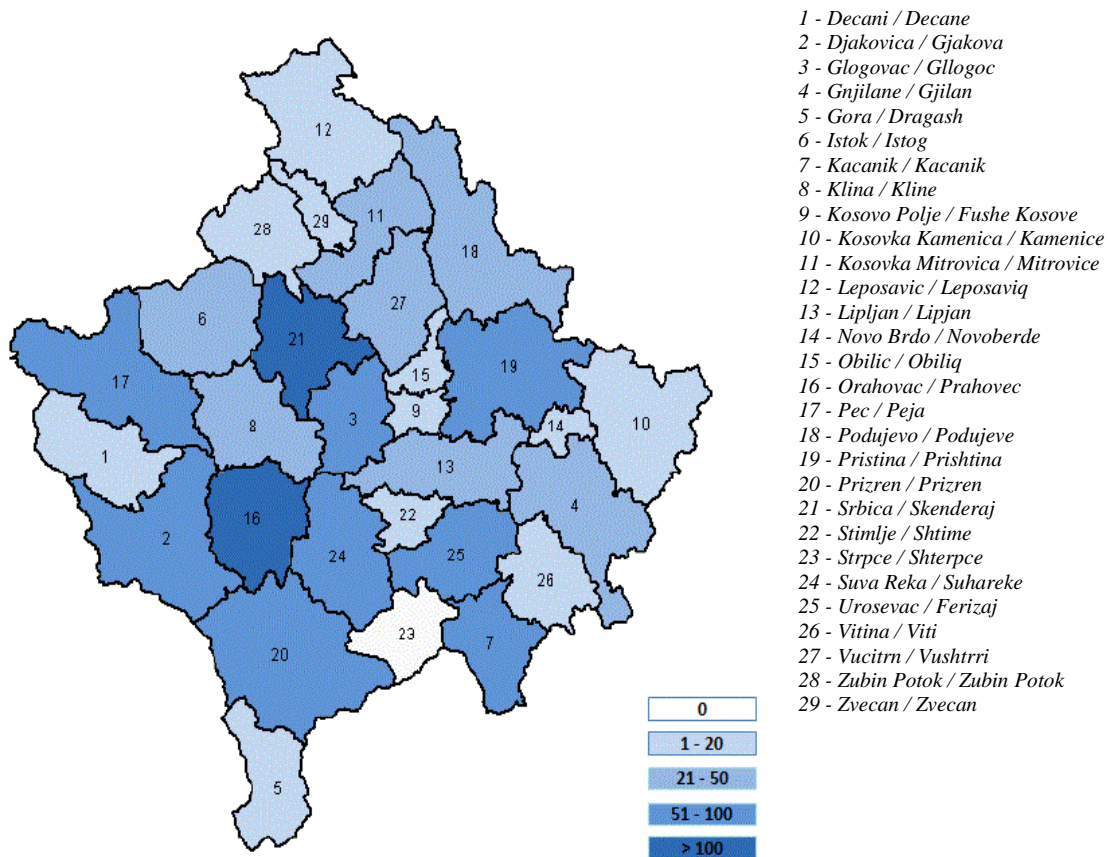 1 - Decani / Decane
2 - Djakovica / Gjakova
3 - Glogovac / Gllogoc
4 - Gnjilane / Gjilan
5 - Gora / Dragash
6 - Istok / Istog
7 - Kacanik / Kacanik
8 - Klina / Kline
9 - Kosovo Polje / Fushe Kosove
10 - Kosovka Kamenica / Kamenice
11 - Kosovka Mitrovica / Mitrovice
12 - Leposavic / Leposaviq
13 - Lipljan / Lipjan
14 - Novo Brdo / Novoberde
15 - Obilic / Obiliq
16 - Orahovac / Prahovec
17 - Pec / Peja
18 - Podujevo / Podujeve
19 - Pristina / Prishtina
20 - Prizren / Prizren
21 - Srbica / Skenderaj
22 - Stimlje / Shtime
23 - Strpce / Shterpce
24 - Suva Reka / Suhareke
25 - Urosevac / Ferizaj
26 - Vitina / Viti
27 - Vucitrn / Vushtrri
28 - Zubin Potok / Zubin Potok
29 - Zvecan / Zvecan
12
11
29
28
18
27
6
21
19
15
17
9
3
8
14
10
1
13
4
22
16
2
24
25
26
23
7
20
5
0
1 - 20
21 - 50
51 - 100
> 100